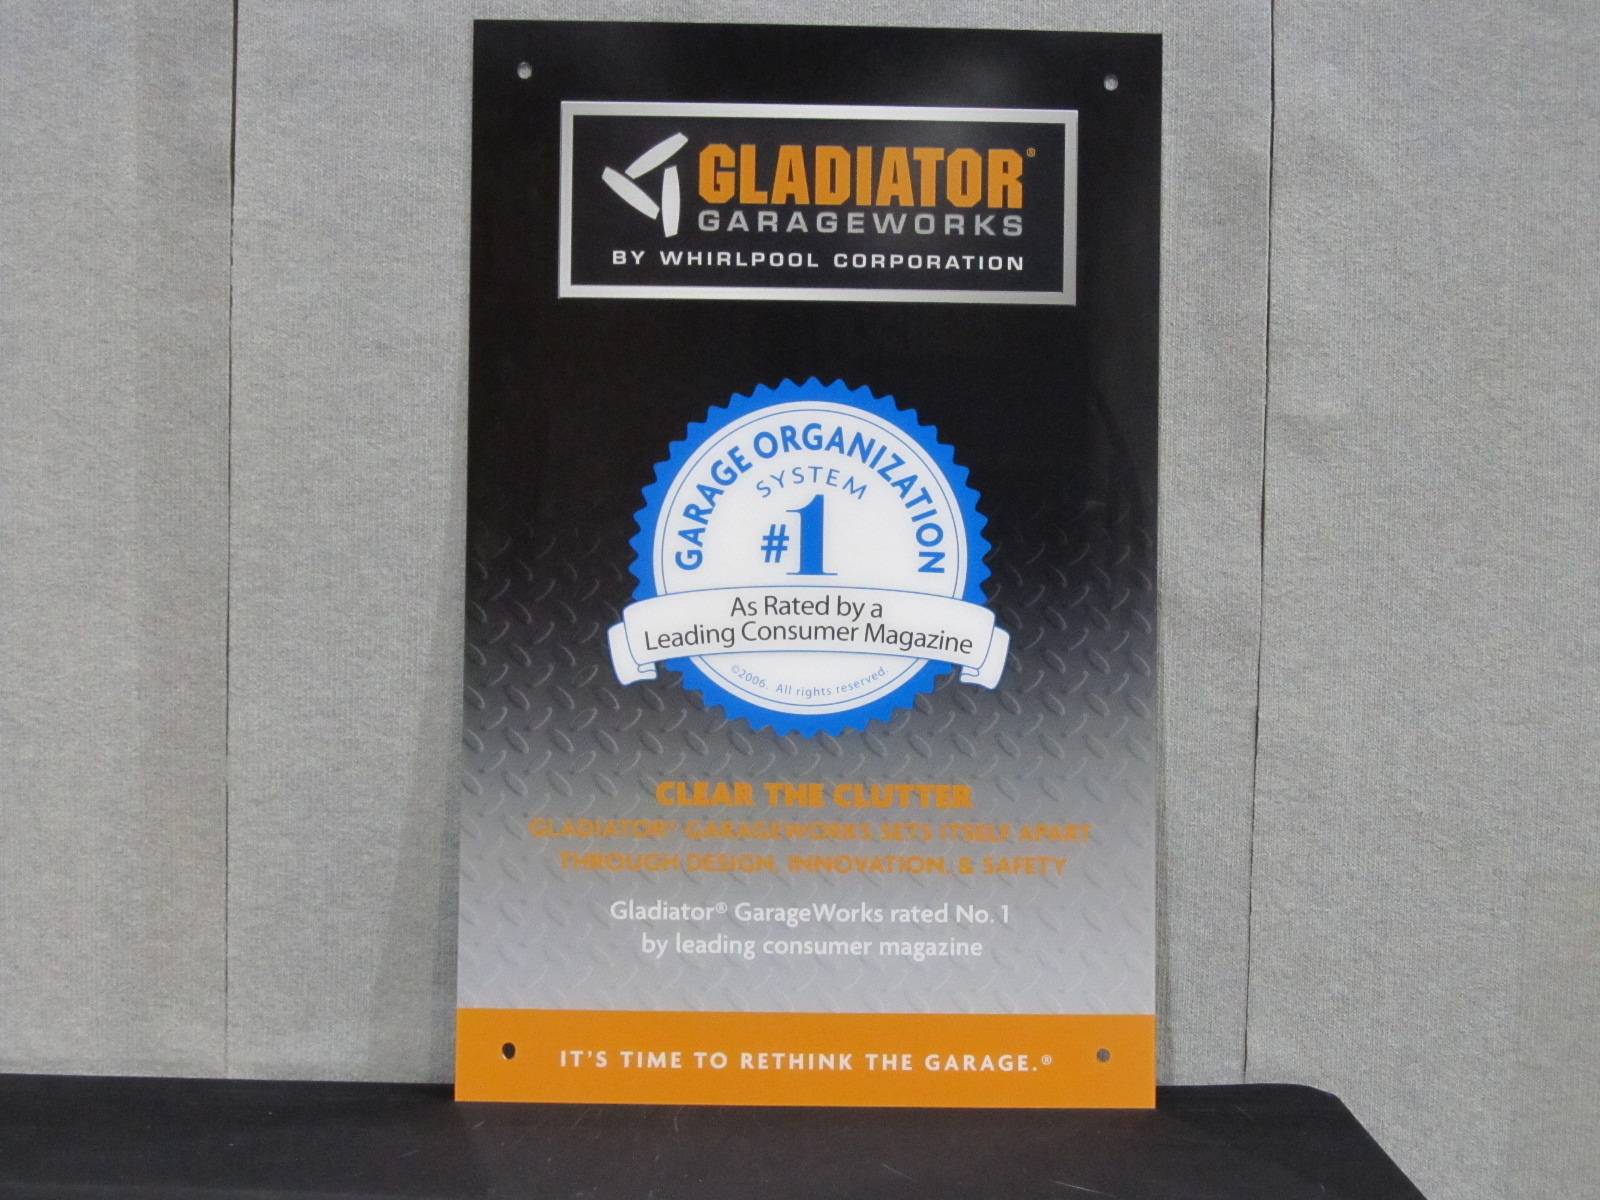 GLADIATOR®
GARAGEWORKS
BY WHIRLPOOL CORPORATION
GARAGE ORGANIZATION
SYSTEM
#1
As Rated by a
Leading Consumer Magazine
©2006. All rights reserved.
CLEAR THE CLUTTER
GLADIATOR® GARAGEWORKS SETS ITSELF APART
THROUGH DESIGN, INNOVATION, & SAFETY
Gladiator® GarageWorks rated No. 1
by leading consumer magazine
IT'S TIME TO RETHINK THE GARAGE.®